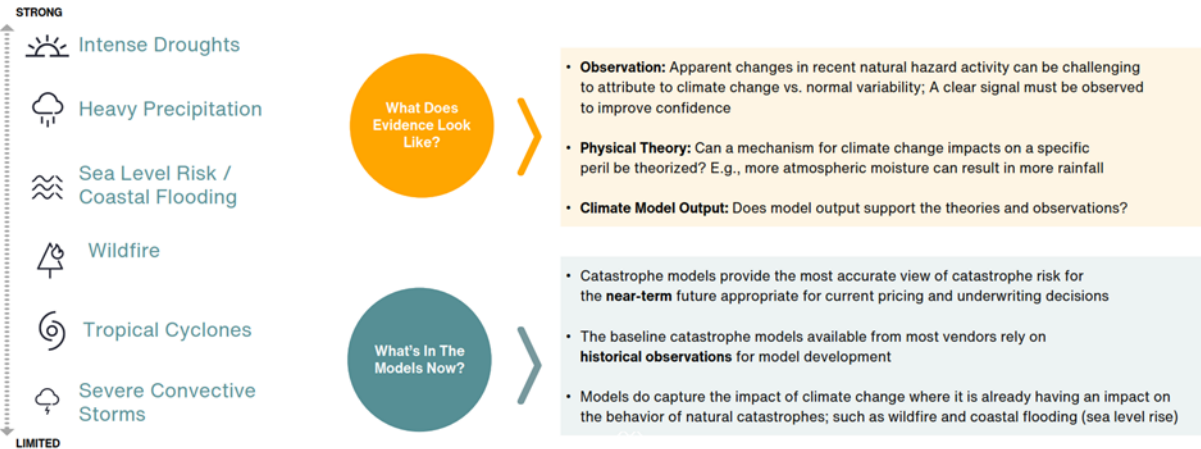 STRONG
Intense Droughts
Heavy Precipitation
Sea Level Risk /
Coastal Flooding
Wildfire
Tropical Cyclones
Severe Convective
Storms
LIMITED
What Does
Evidence Look
Like?
• Observation: Apparent changes in recent natural hazard activity can be challenging
to attribute to climate change vs. normal variability; A clear signal must be observed
to improve confidence
• Physical Theory: Can a mechanism for climate change impacts on a specific
peril be theorized? E.g., more atmospheric moisture can result in more rainfall
• Climate Model Output: Does model output support the theories and observations?
What's In The
Models Now?
• Catastrophe models provide the most accurate view of catastrophe risk for
the near-term future appropriate for current pricing and underwriting decisions
• The baseline catastrophe models available from most vendors rely on
historical observations for model development
• Models do capture the impact of climate change where it is already having an impact on
the behavior of natural catastrophes; such as wildfire and coastal flooding (sea level rise)